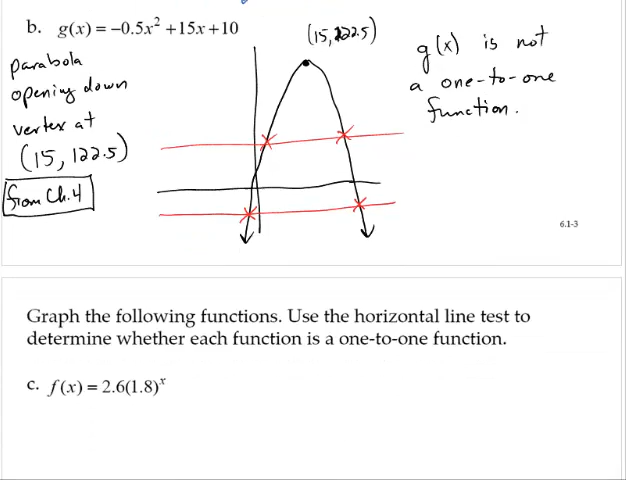 b. g(x) = −0.5x² + 15x + 10
(15, 122.5)
parabola
opening down
vertex at
(15, 122.5)
from Ch. 4
g(x) is not
a one-to-one
function.
6.1-3
Graph the following functions. Use the horizontal line test to
determine whether each function is a one-to-one function.
c. f(x) = 2.6(1.8)ˣ